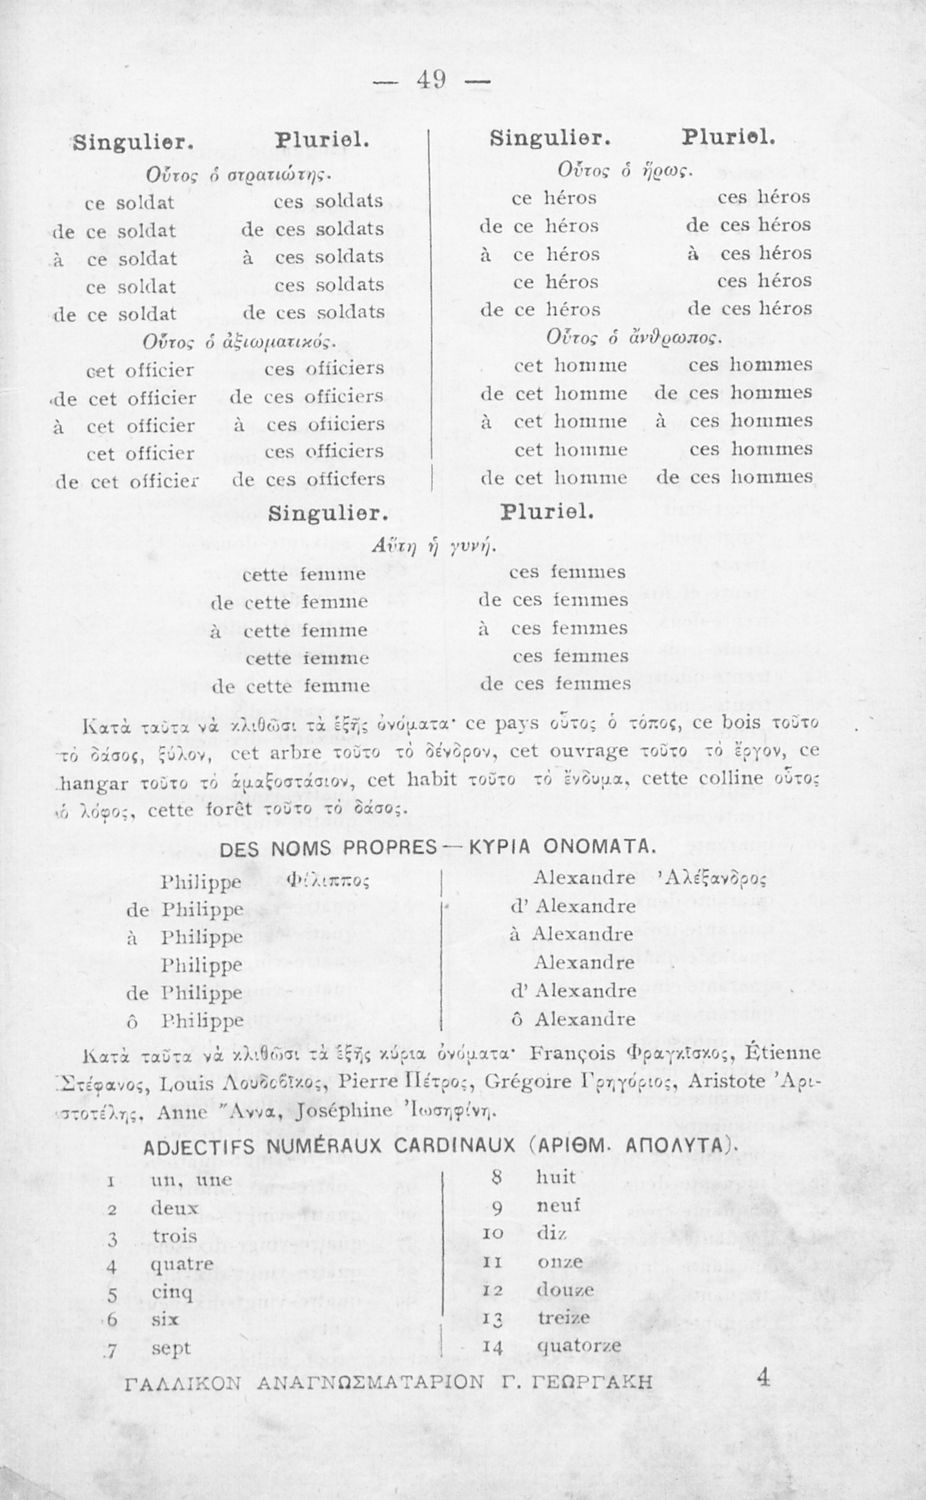 — 49 —
Singulier. Pluriel.
Οὗτος ὁ στρατιώτης.
ce soldat ces soldats
de ce soldat de ces soldats
à ce soldat à ces soldats
ce soldat ces soldats
de ce soldat de ces soldats
Οὗτος ὁ ἀξιωματικός.
cet officier ces officiers
de cet officier de ces officiers
à cet officier à ces officiers
cet officier ces officiers
de cet officier de ces officfers
Singulier. Pluriel.
Οὗτος ὁ ἥρως.
ce héros ces héros
de ce héros de ces héros
à ce héros à ces héros
ce héros ces héros
de ce héros de ces héros
Οὗτος ὁ ἄνθρωπος.
cet homme ces hommes
de cet homme de ces hommes
à cet homme à ces hommes
cet homme ces hommes
de cet homme de ces hommes
Singulier. Pluriel.
Αὕτη ἡ γυνή.
cette femme ces femmes
de cette femme de ces femmes
à cette femme à ces femmes
cette femme ces femmes
de cette femme de ces femmes
Κατὰ ταῦτα νὰ κλιθῶσι τὰ ἑξῆς ὀνόματα· ce pays οὗτος ὁ τόπος, ce bois τοῦτο
τὸ δάσος, ξύλον, cet arbre τοῦτο τὸ δένδρον, cet ouvrage τοῦτο τὸ ἔργον, ce
hangar τοῦτο τὸ ἁμαξοστάσιον, cet habit τοῦτο τὸ ἔνδυμα, cette colline οὗτος
ὁ λόφος, cette forêt τοῦτο τὸ δάσος.
DES NOMS PROPRES — ΚΥΡΙΑ ΟΝΟΜΑΤΑ.
Philippe Φίλιππος
de Philippe
à Philippe
Philippe
de Philippe
ô Philippe
Alexandre Ἀλέξανδρος
d' Alexandre
à Alexandre
Alexandre
d' Alexandre
ô Alexandre
Κατὰ ταῦτα νὰ κλιθῶσι τὰ ἑξῆς κύρια ὀνόματα· François Φραγκῖσκος, Étienne
Στέφανος, Louis Λουδοβῖκος, Pierre Πέτρος, Grégoire Γρηγόριος, Aristote Ἀρι-
στοτέλης, Anne Ἄννα, Joséphine Ἰωσηφίνη.
ADJECTIFS NUMÉRAUX CARDINAUX (ΑΡΙΘΜ. ΑΠΟΛΥΤΑ).
1 un, une
2 deux
3 trois
4 quatre
5 cinq
6 six
7 sept
8 huit
9 neuf
10 diz
11 onze
12 douze
13 treize
14 quatorze
ΓΑΛΛΙΚΟΝ ΑΝΑΓΝΩΣΜΑΤΑΡΙΟΝ Γ. ΓΕΩΡΓΑΚΗ 4